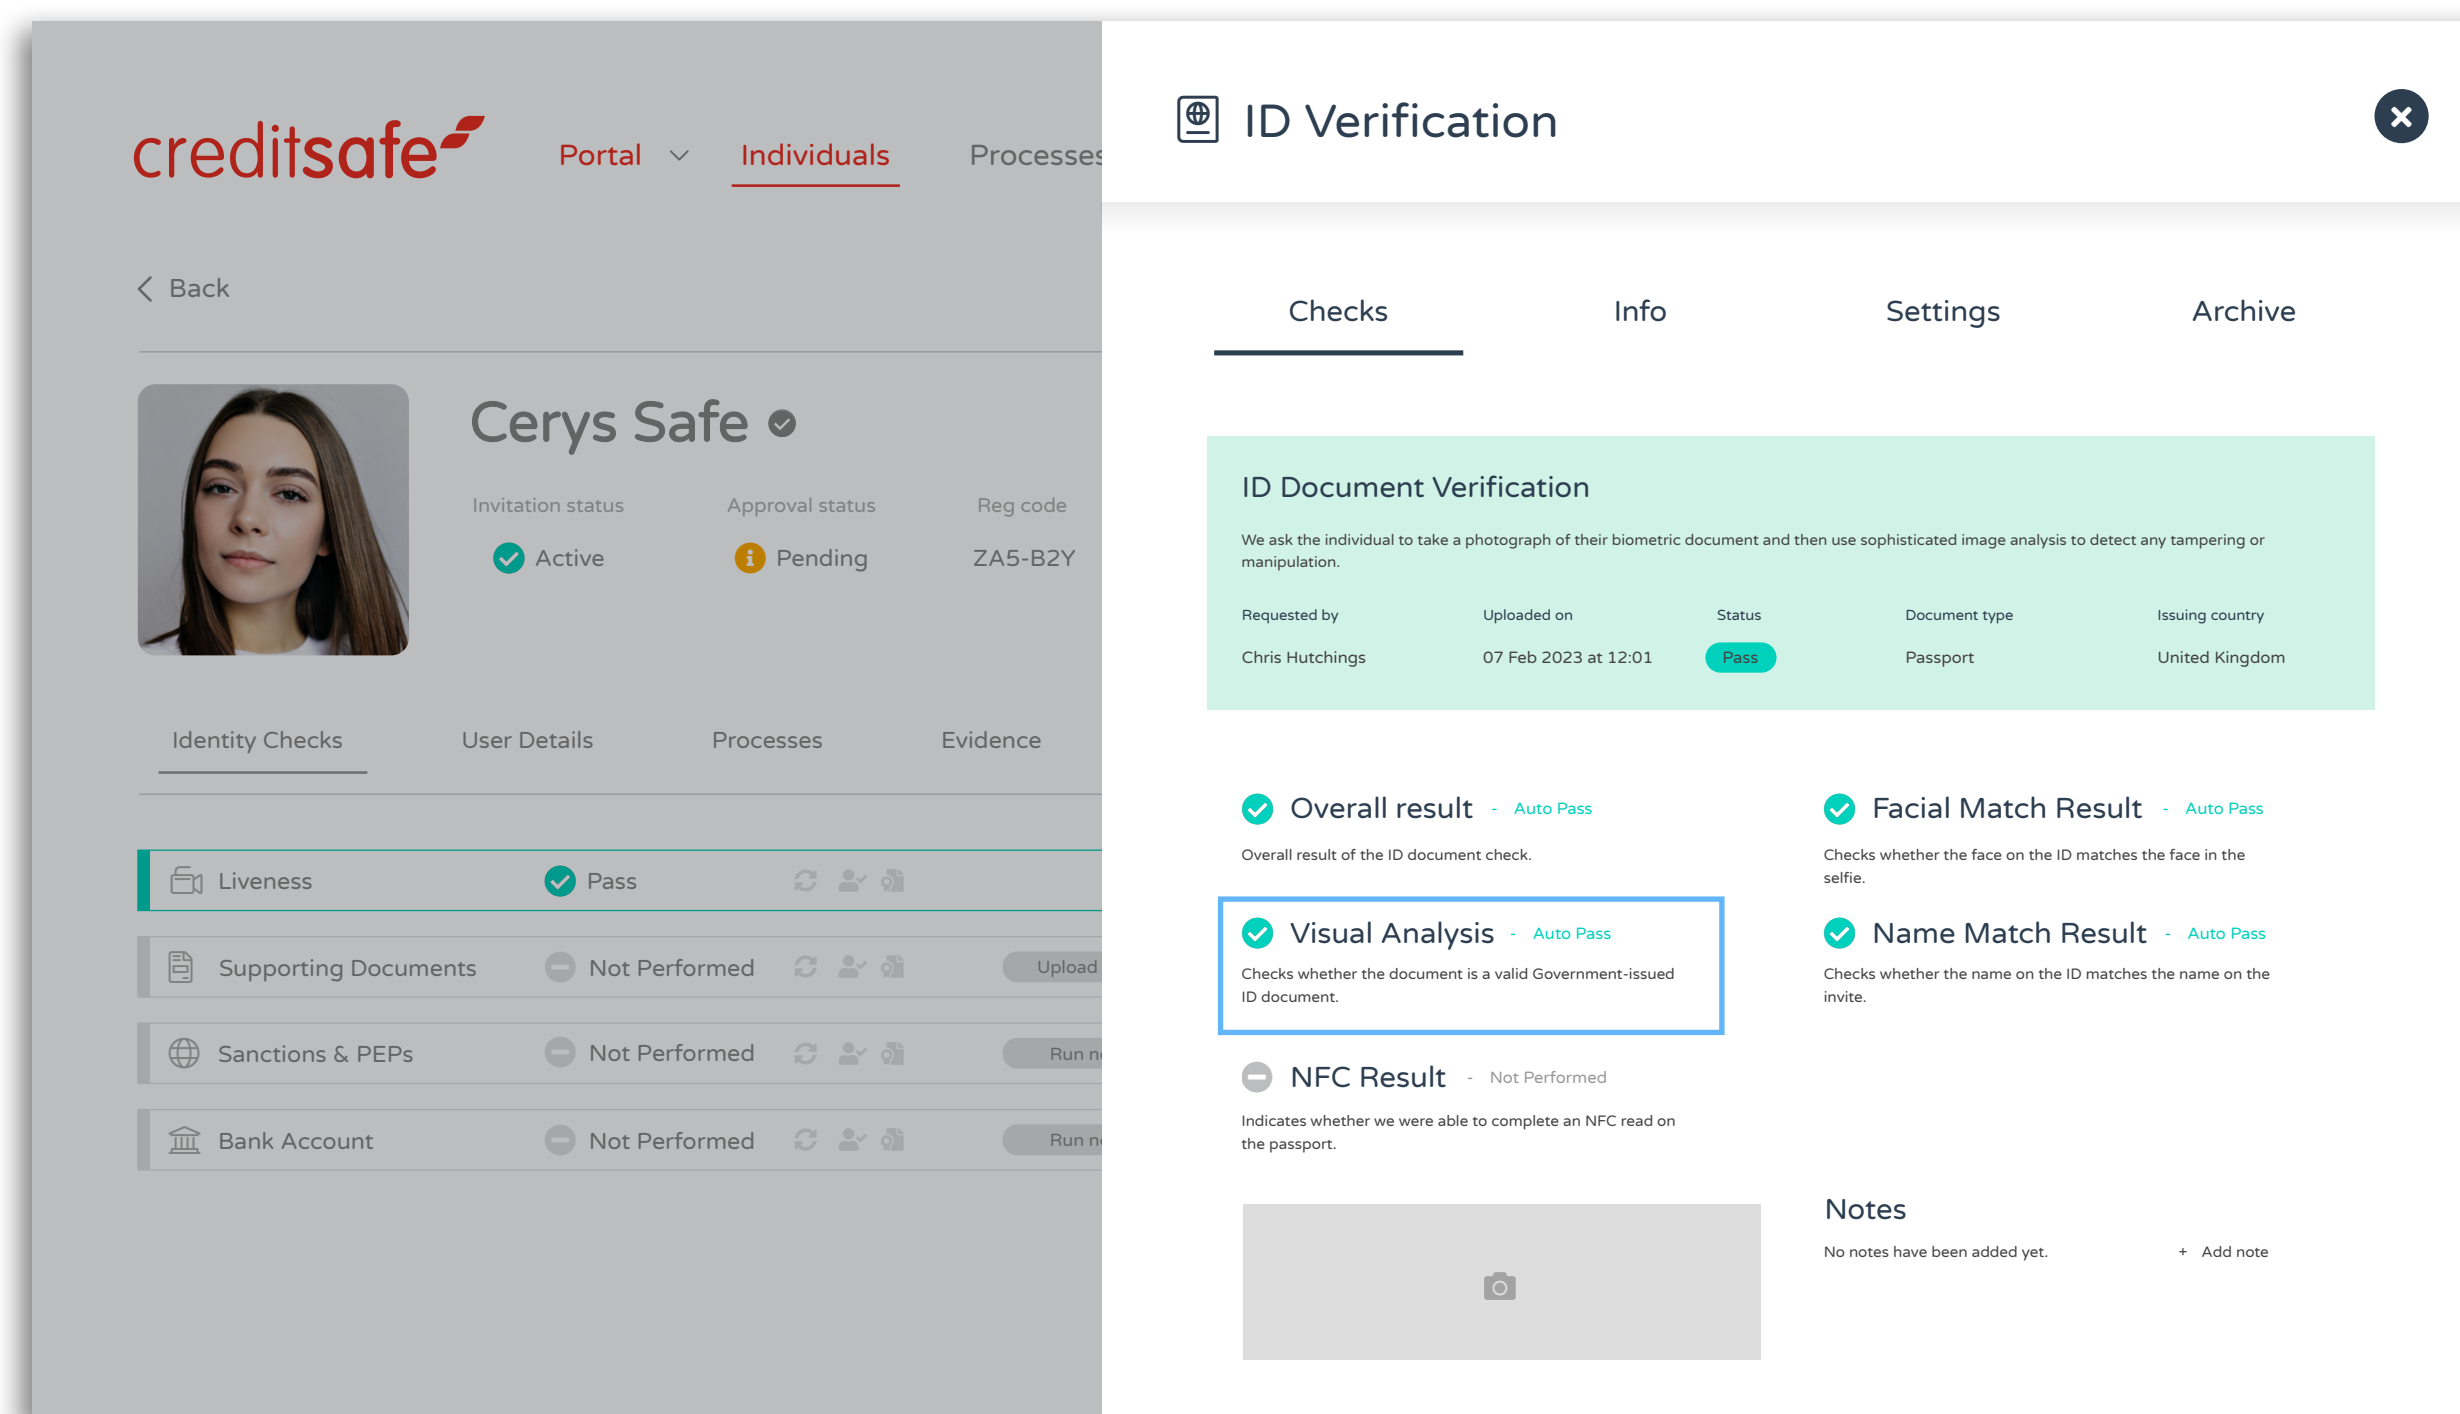 creditsafe
Portal
Individuals
Processes
Back
Cerys Safe
Invitation status
Approval status
Reg code
Active
Pending
ZA5-B2Y
Identity Checks
User Details
Processes
Evidence
Liveness
Pass
Supporting Documents
Not Performed
Upload
Sanctions & PEPs
Not Performed
Run
Bank Account
Not Performed
Run
ID Verification
Checks
Info
Settings
Archive
ID Document Verification
We ask the individual to take a photograph of their biometric document and then use sophisticated image analysis to detect any tampering or
manipulation.
Requested by
Uploaded on
Status
Document type
Issuing country
Chris Hutchings
07 Feb 2023 at 12:01
Pass
Passport
United Kingdom
Overall result - Auto Pass
Overall result of the ID document check.
Facial Match Result - Auto Pass
Checks whether the face on the ID matches the face in the
selfie.
Visual Analysis - Auto Pass
Checks whether the document is a valid Government-issued
ID document.
Name Match Result - Auto Pass
Checks whether the name on the ID matches the name on the
invite.
NFC Result - Not Performed
Indicates whether we were able to complete an NFC read on
the passport.
Notes
No notes have been added yet.
+ Add note